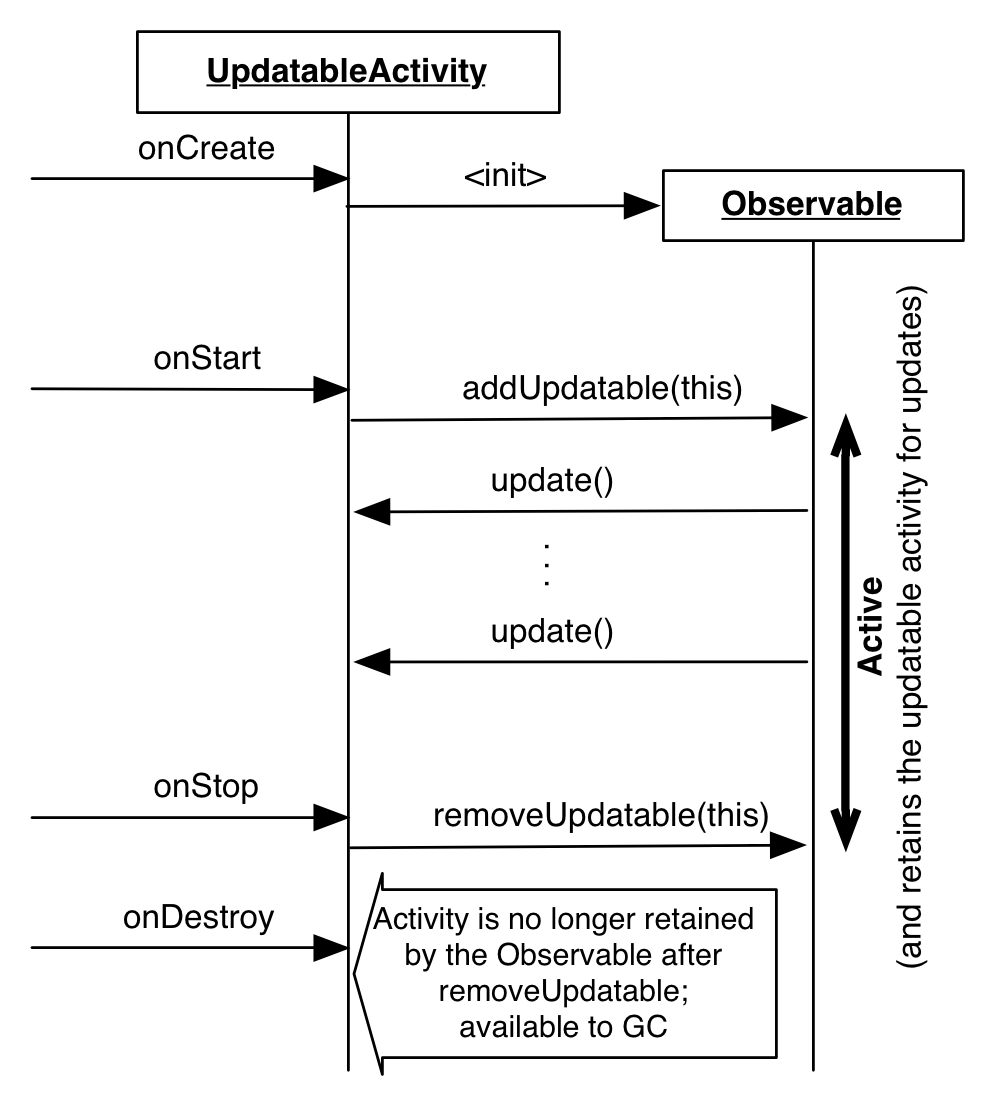 UpdatableActivity
onCreate
<init>
Observable
onStart
addUpdatable(this)
update()
.
.
.
update()
Active
(and retains the updatable activity for updates)
onStop
removeUpdatable(this)
onDestroy
Activity is no longer retained
by the Observable after
removeUpdatable;
available to GC